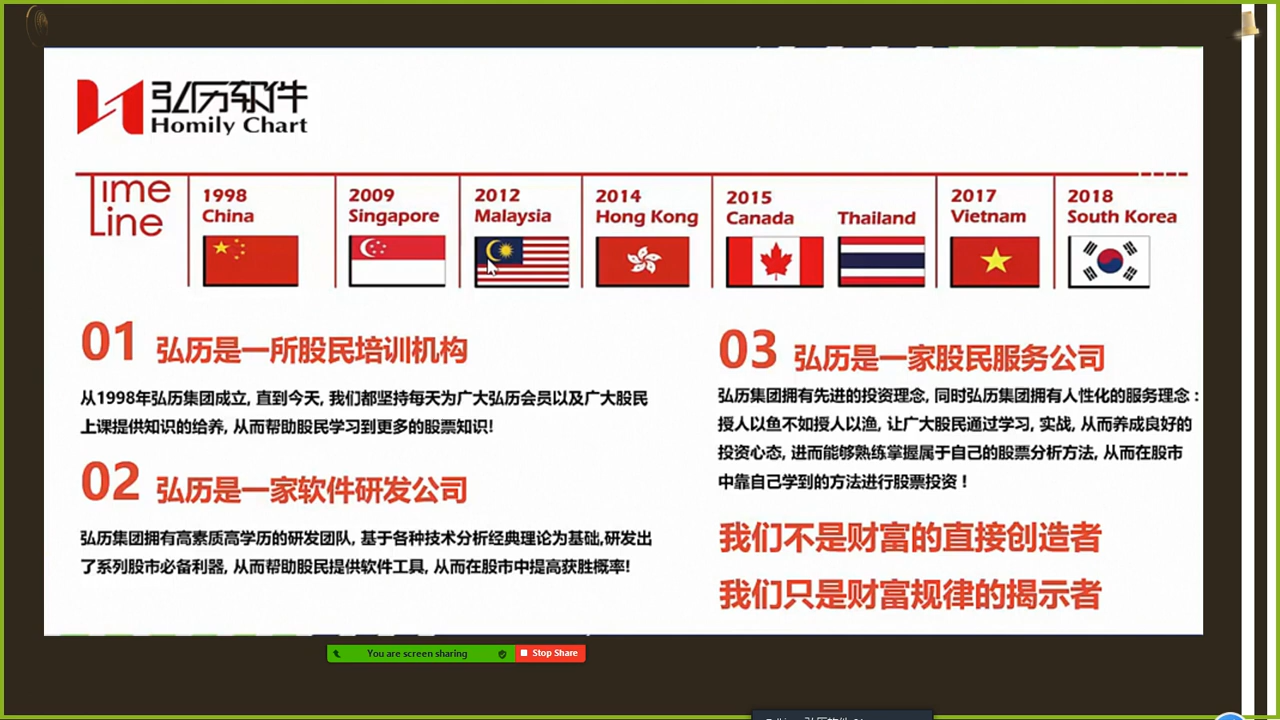 弘历软件
Homily Chart
Time
Line
1998
China
2009
Singapore
2012
Malaysia
2014
Hong Kong
2015
Canada
Thailand
2017
Vietnam
2018
South Korea
01 弘历是一所股民培训机构
从1998年弘历集团成立, 直到今天, 我们都坚持每天为广大弘历会员以及广大股民
上课提供知识的给养, 从而帮助股民学习到更多的股票知识!
02 弘历是一家软件研发公司
弘历集团拥有高素质高学历的研发团队, 基于各种技术分析经典理论为基础,研发出
了系列股市必备利器, 从而帮助股民提供软件工具, 从而在股市中提高获胜概率!
03 弘历是一家股民服务公司
弘历集团拥有先进的投资理念, 同时弘历集团拥有人性化的服务理念：
授人以鱼不如授人以渔, 让广大股民通过学习, 实战, 从而养成良好的
投资心态, 进而能够熟练掌握属于自己的股票分析方法, 从而在股市
中靠自己学到的方法进行股票投资！
我们不是财富的直接创造者
我们只是财富规律的揭示者
You are screen sharing
Stop Share